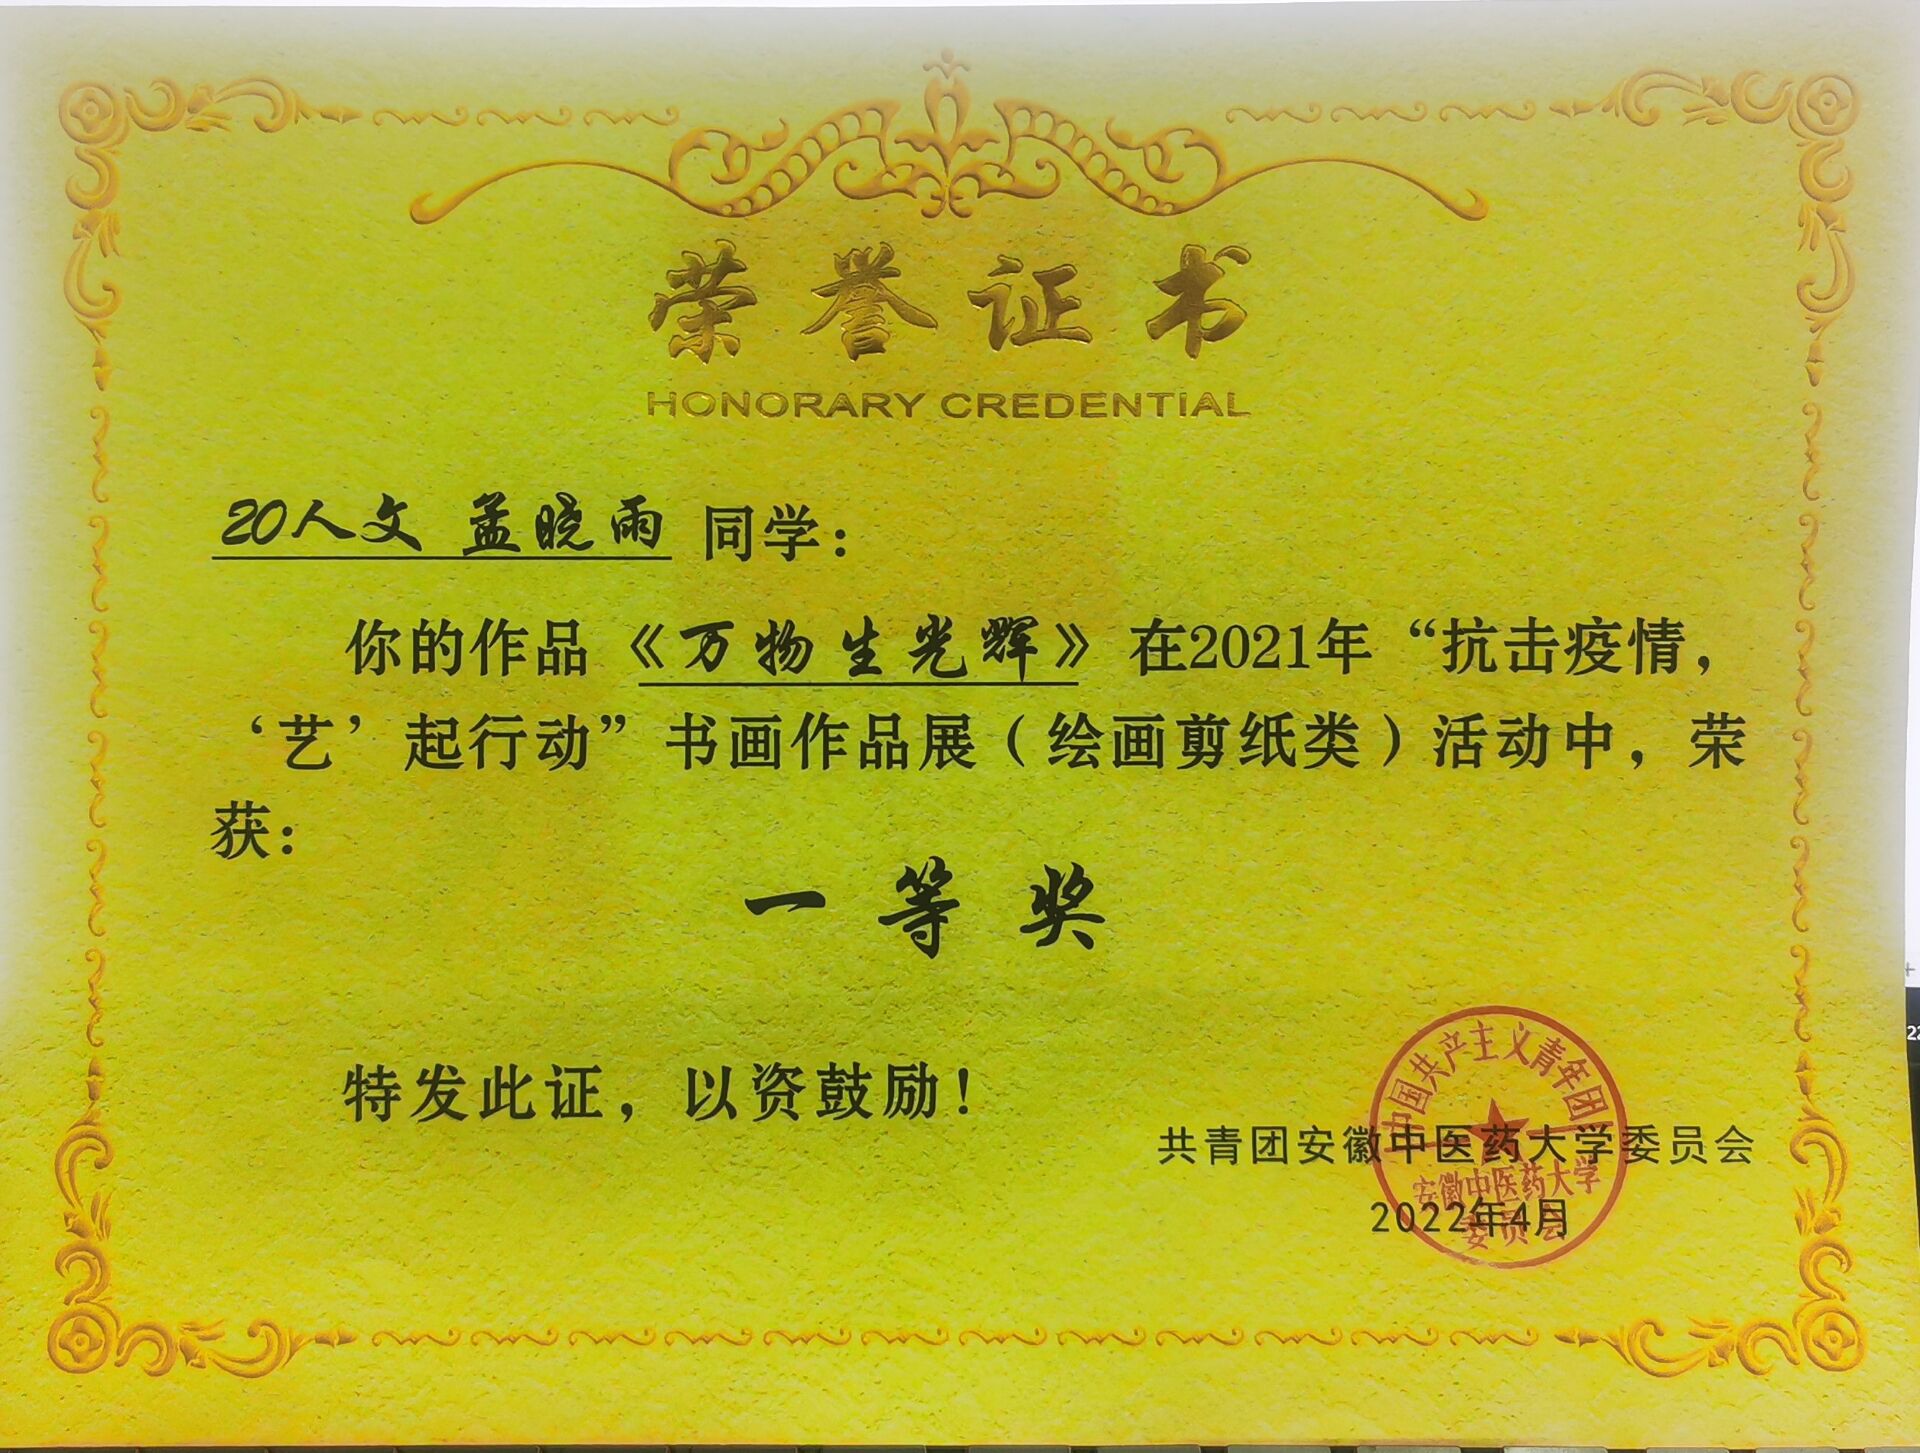 荣誉证书
HONORARY CREDENTIAL
20人文 孟晓雨 同学：
你的作品《万物生光辉》在2021年“抗击疫情，
‘艺’起行动”书画作品展（绘画剪纸类）活动中，荣
获：
一等奖
特发此证，以资鼓励！
中国共产主义青年团
共青团安徽中医药大学委员会
安徽中医药大学
2022年4月
委员会
22